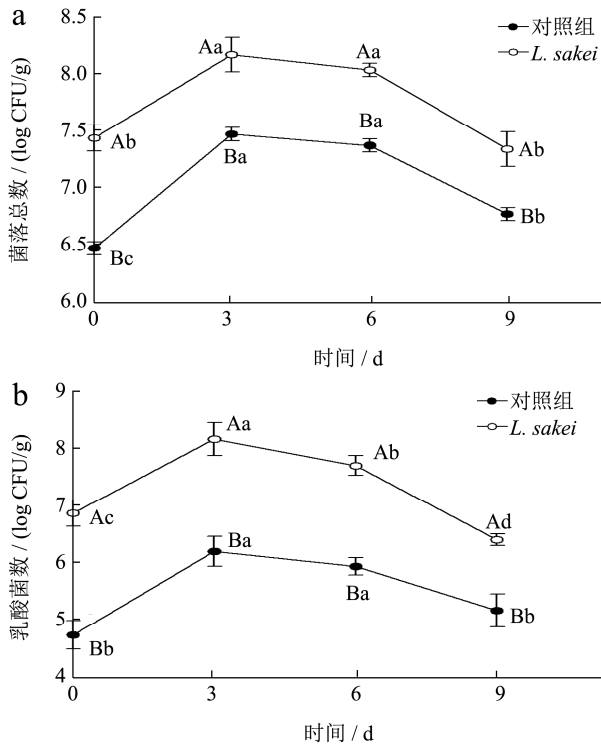 a
8.5
8.0
7.5
7.0
6.5
6.0
菌落总数 / (log CFU/g)
对照组
L. sakei
Aa
Aa
Ab
Ba
Ba
Ab
Bc
Bb
0
3
6
9
时间 / d
b
9
8
7
6
5
4
乳酸菌数 / (log CFU/g)
对照组
L. sakei
Aa
Ab
Ac
Ad
Ba
Ba
Bb
Bb
0
3
6
9
时间 / d